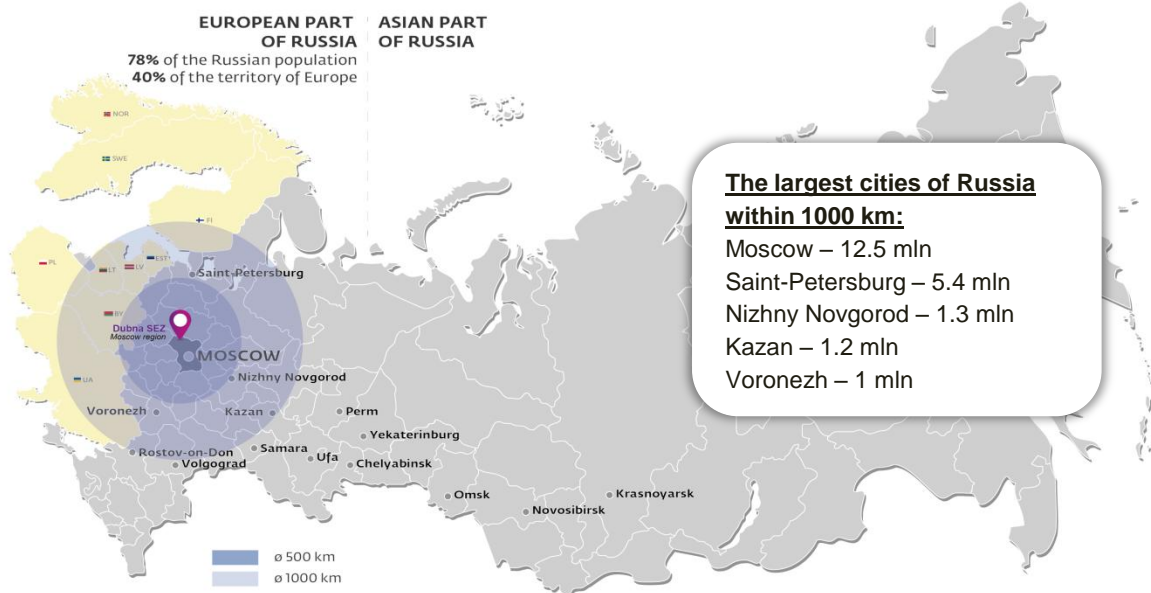 EUROPEAN PART
OF RUSSIA
78% of the Russian population
40% of the territory of Europe
ASIAN PART
OF RUSSIA
NOR
SWE
FI
PL
LT
LV
EST
BY
UA
Saint-Petersburg
Dubna SEZ
Moscow region
MOSCOW
Nizhny Novgorod
Voronezh
Kazan
Perm
Yekaterinburg
Rostov-on-Don
Samara
Volgograd
Ufa
Chelyabinsk
Omsk
Krasnoyarsk
Novosibirsk
The largest cities of Russia
within 1000 km:
Moscow – 12.5 mln
Saint-Petersburg – 5.4 mln
Nizhny Novgorod – 1.3 mln
Kazan – 1.2 mln
Voronezh – 1 mln
ø 500 km
ø 1000 km